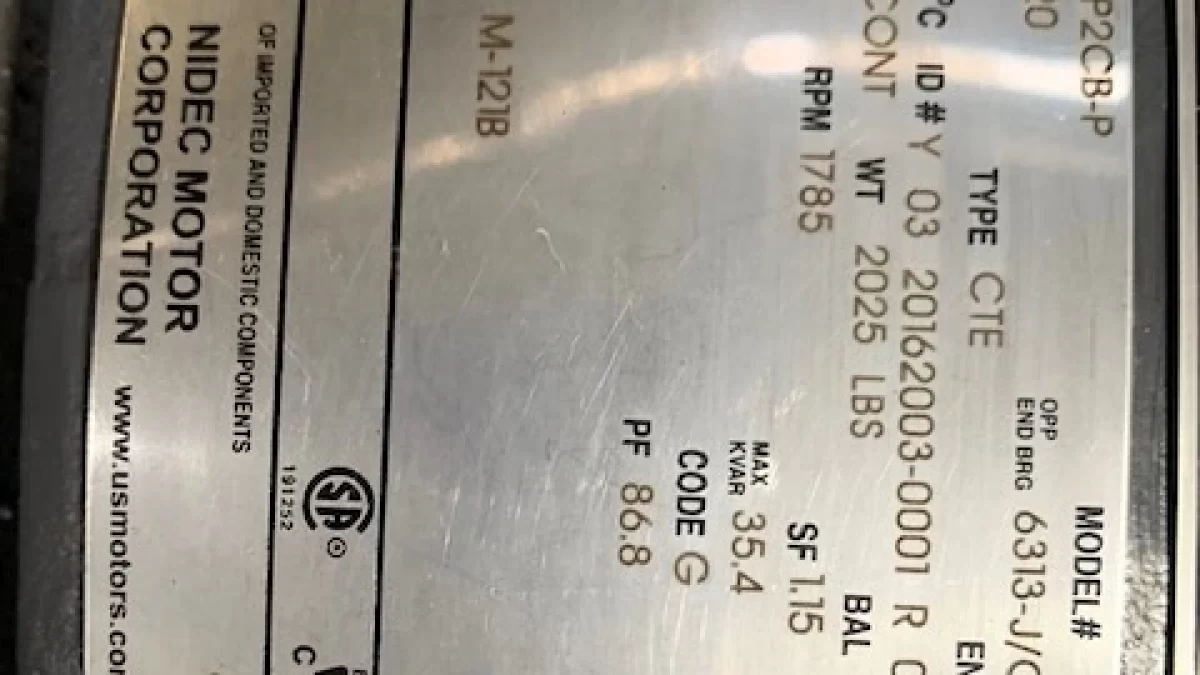 P2CB-P MODEL#
OPP
END BRG 6313-J/C
TYPE CTE
°C ID# Y 03 20162003-0001 R
CONT WT 2025 LBS BAL
RPM 1785 SF 1.15
MAX
KVAR 35.4
CODE G
PF 86.8
M-121B
191252
OF IMPORTED AND DOMESTIC COMPONENTS
NIDEC MOTOR
CORPORATION www.usmotors.co